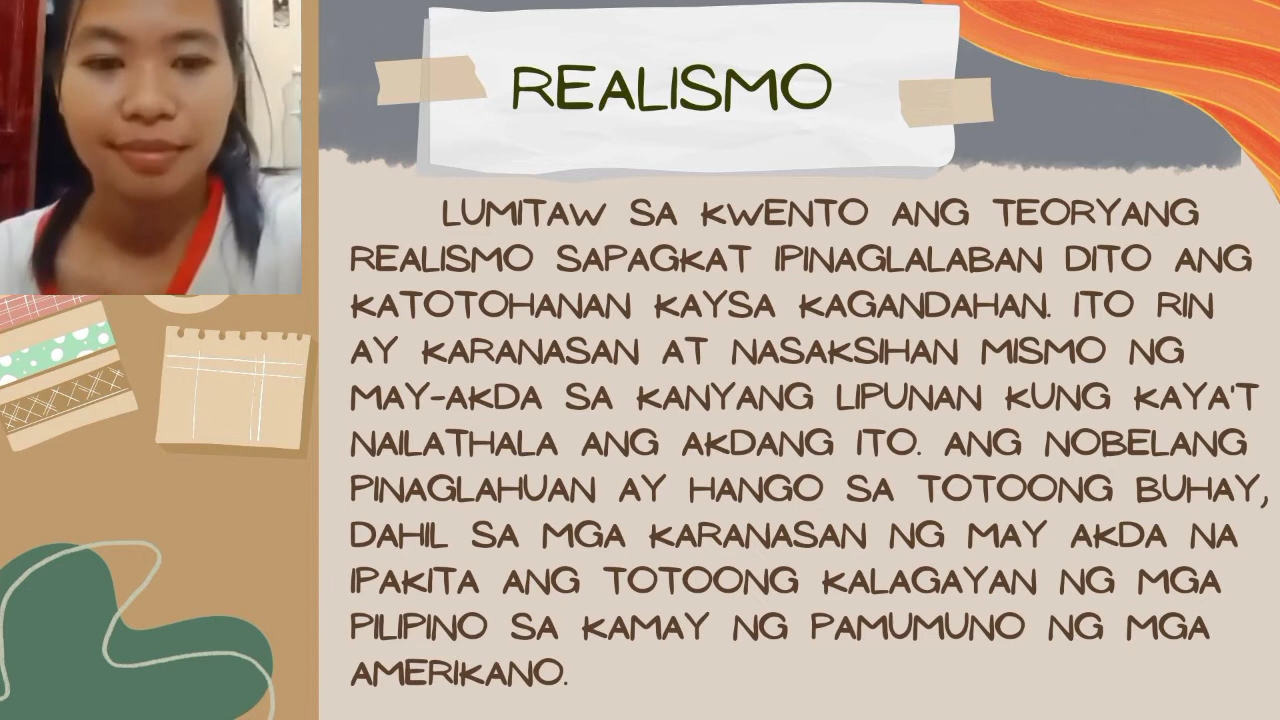 REALISMO
LUMITAW SA KWENTO ANG TEORYANG
REALISMO SAPAGKAT IPINAGLALABAN DITO ANG
KATOTOHANAN KAYSA KAGANDAHAN. ITO RIN
AY KARANASAN AT NASAKSIHAN MISMO NG
MAY-AKDA SA KANYANG LIPUNAN KUNG KAYA'T
NAILATHALA ANG AKDANG ITO. ANG NOBELANG
PINAGLAHUAN AY HANGO SA TOTOONG BUHAY,
DAHIL SA MGA KARANASAN NG MAY AKDA NA
IPAKITA ANG TOTOONG KALAGAYAN NG MGA
PILIPINO SA KAMAY NG PAMUMUNO NG MGA
AMERIKANO.